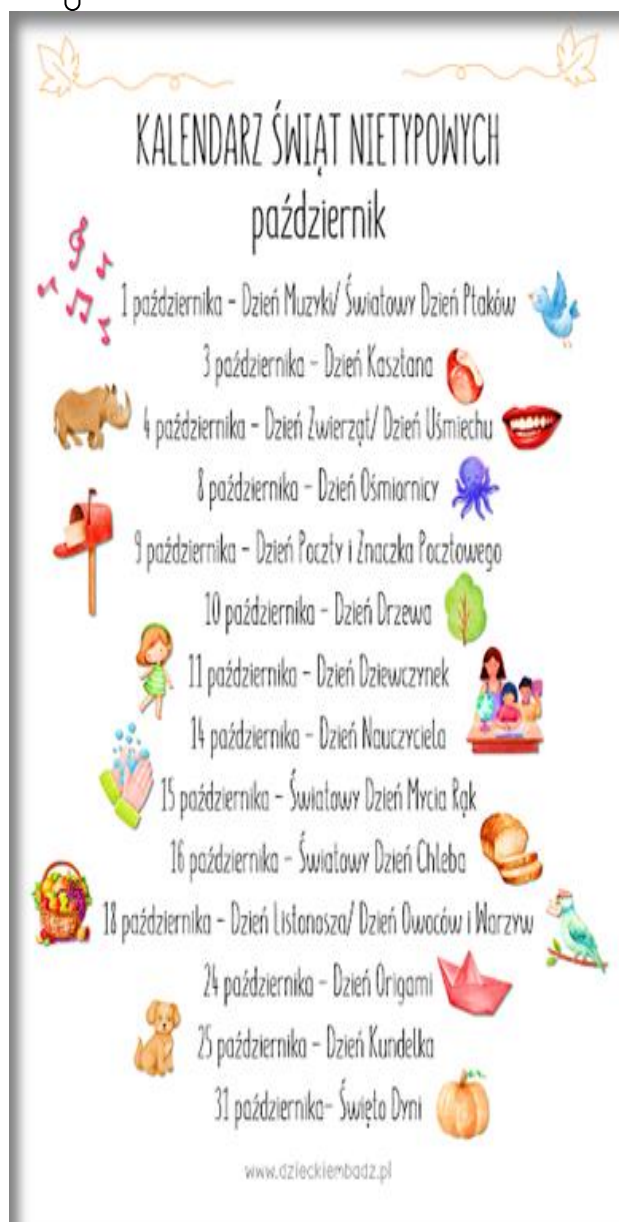 KALENDARZ ŚWIĄT NIETYPOWYCH
październik
1 października – Dzień Muzyki/ Światowy Dzień Ptaków
3 października – Dzień Kasztana
4 października – Dzień Zwierząt/ Dzień Uśmiechu
8 października – Dzień Ośmiornicy
9 października – Dzień Poczty i Znaczka Pocztowego
10 października – Dzień Drzewa
11 października – Dzień Dziewczynek
14 października – Dzień Nauczyciela
15 października – Światowy Dzień Mycia Rąk
16 października – Światowy Dzień Chleba
18 października – Dzień Listonosza/ Dzień Owoców i Warzyw
24 października – Dzień Origami
25 października – Dzień Kundelka
31 października– Święto Dyni
www.dzieckiembadz.pl